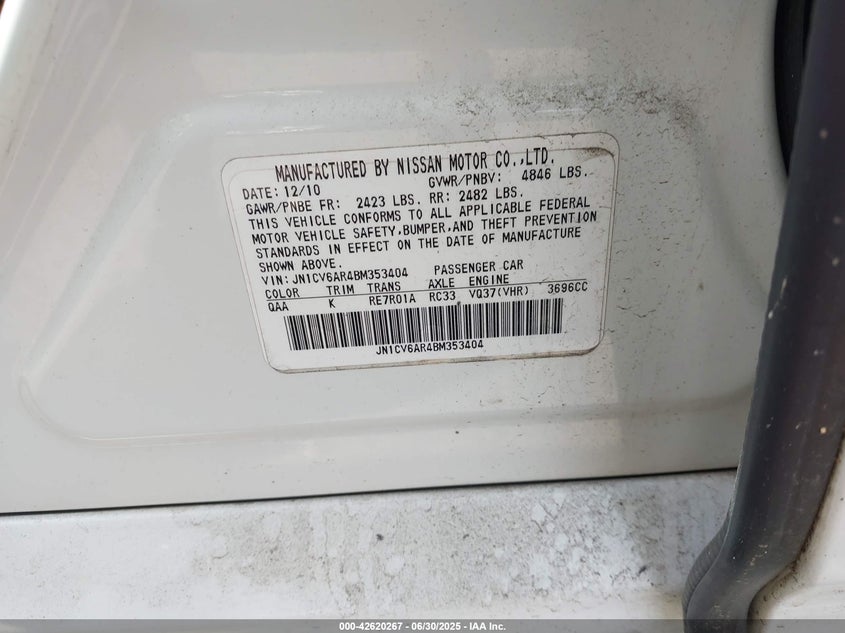 MANUFACTURED BY NISSAN MOTOR CO.,LTD.
DATE: 12/10 GVWR/PNBV: 4846 LBS.
GAWR/PNBE FR: 2423 LBS. RR: 2482 LBS.
THIS VEHICLE CONFORMS TO ALL APPLICABLE FEDERAL
MOTOR VEHICLE SAFETY,BUMPER,AND THEFT PREVENTION
STANDARDS IN EFFECT ON THE DATE OF MANUFACTURE
SHOWN ABOVE.
VIN: JN1CV6AR4BM353404 PASSENGER CAR
COLOR TRIM TRANS AXLE ENGINE
QAA K RE7R01A RC33 VQ37(VHR) 3696CC
JN1CV6AR4BM353404
000-42620267 - 06/30/2025 - IAA Inc.